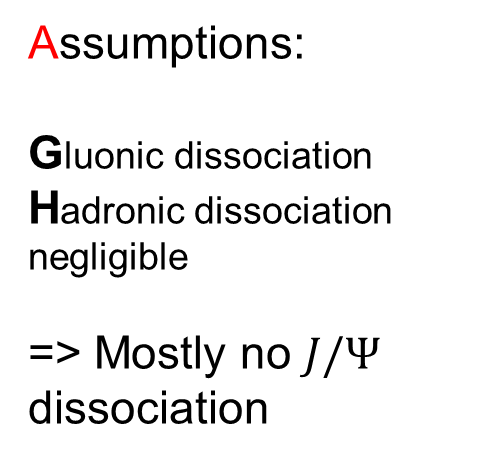 Assumptions:
Gluonic dissociation
Hadronic dissociation
negligible
=> Mostly no J/Ψ
dissociation